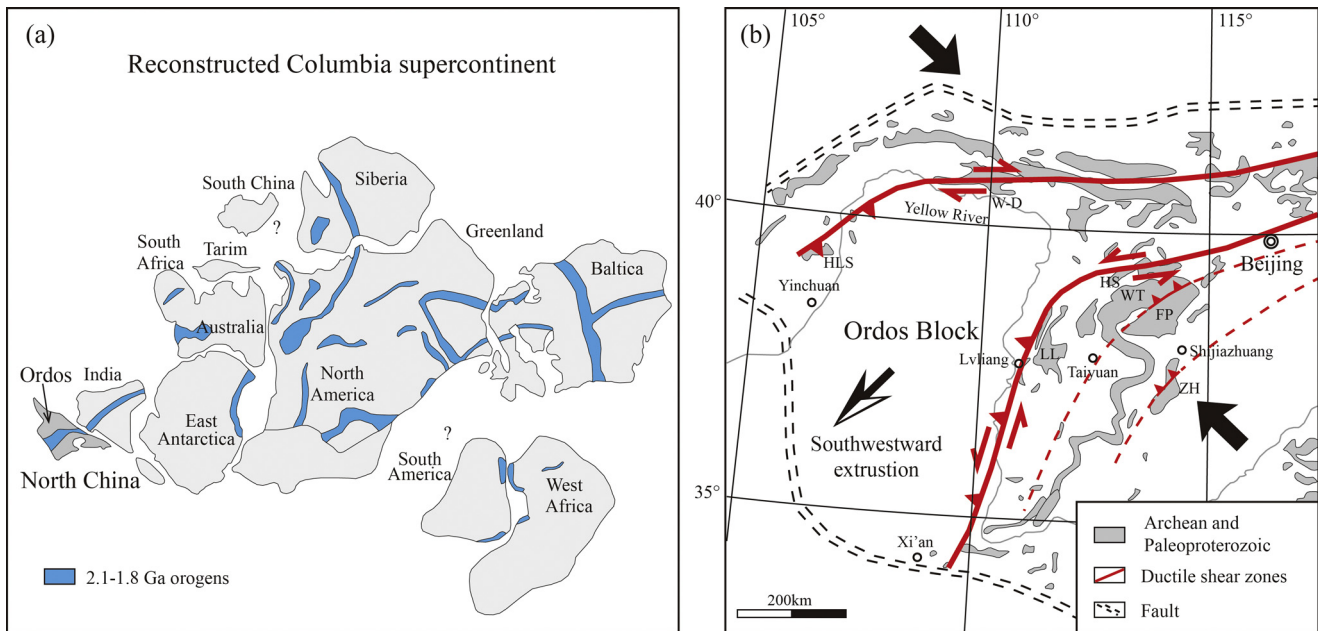 (a)
Reconstructed Columbia supercontinent
South China
?
Siberia
South
Africa
Tarim
Greenland
Baltica
Australia
Ordos
India
North
America
East
Antarctica
North China
?
South
America
West
Africa
2.1-1.8 Ga orogens
(b)
105°
110°
115°
40°
W-D
Yellow River
HLS
Yinchuan
Beijing
HS
WT
FP
Ordos Block
Lvliang
LL
Taiyuan
Shijiazhuang
ZH
Southwestward
extrustion
35°
Xi'an
200km
Archean and
Paleoproterozoic
Ductile shear zones
Fault